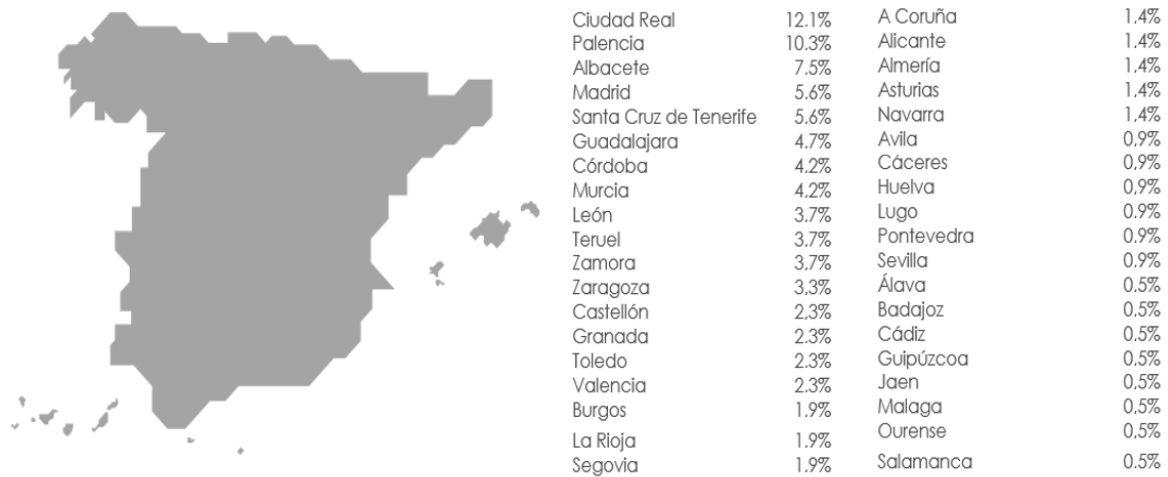 Ciudad Real 12.1%
Palencia 10.3%
Albacete 7.5%
Madrid 5.6%
Santa Cruz de Tenerife 5.6%
Guadalajara 4.7%
Córdoba 4.2%
Murcia 4.2%
León 3.7%
Teruel 3.7%
Zamora 3.7%
Zaragoza 3.3%
Castellón 2,3%
Granada 2.3%
Toledo 2.3%
Valencia 2.3%
Burgos 1.9%
La Rioja 1.9%
Segovia 1.9%
A Coruña 1,4%
Alicante 1.4%
Almería 1.4%
Asturias 1.4%
Navarra 1.4%
Avila 0,9%
Cáceres 0,9%
Huelva 0,9%
Lugo 0.9%
Pontevedra 0.9%
Sevilla 0.9%
Álava 0.5%
Badajoz 0.5%
Cádiz 0.5%
Guipúzcoa 0.5%
Jaen 0.5%
Malaga 0.5%
Ourense 0,5%
Salamanca 0.5%